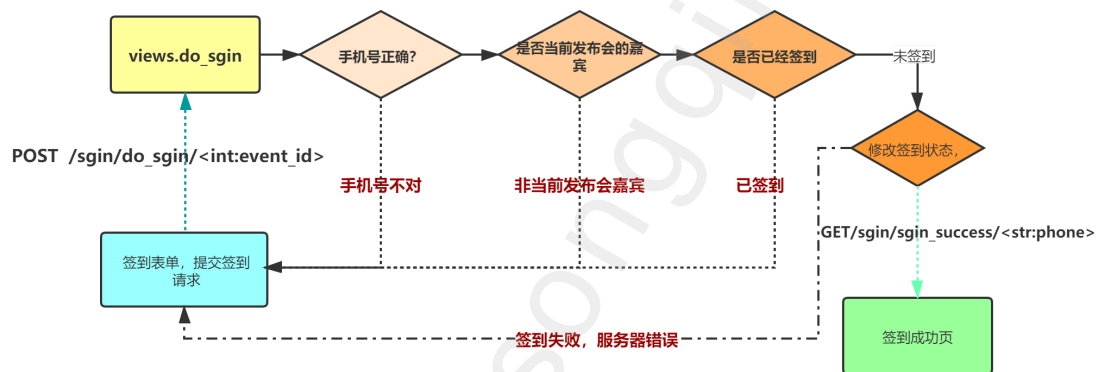 views.do_sgin
手机号正确?
是否当前发布会的嘉
宾
是否已经签到
未签到
POST /sgin/do_sgin/<int:event_id>
修改签到状态,
手机号不对
非当前发布会嘉宾
已签到
GET/sgin/sgin_success/<str:phone>
签到表单，提交签到
请求
签到失败，服务器错误
签到成功页